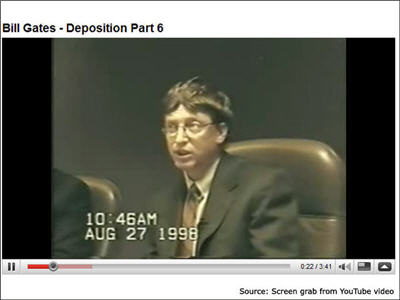 Bill Gates - Deposition Part 6
10:46AM
AUG 27 1998
0:22 / 3:41
Source: Screen grab from YouTube video